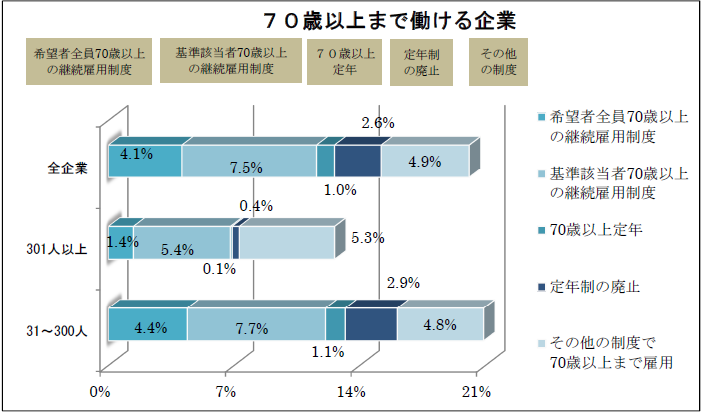 ７０歳以上まで働ける企業
希望者全員70歳以上
の継続雇用制度
基準該当者70歳以上
の継続雇用制度
７０歳以上
定年
定年制
の廃止
その他
の制度
2.6%
全企業
4.1%
7.5%
4.9%
1.0%
0.4%
301人以上
1.4%
5.4%
5.3%
0.1%
2.9%
31～300人
4.4%
7.7%
4.8%
1.1%
0%
7%
14%
21%
希望者全員70歳以上
の継続雇用制度
基準該当者70歳以上
の継続雇用制度
70歳以上定年
定年制の廃止
その他の制度で
70歳以上まで雇用